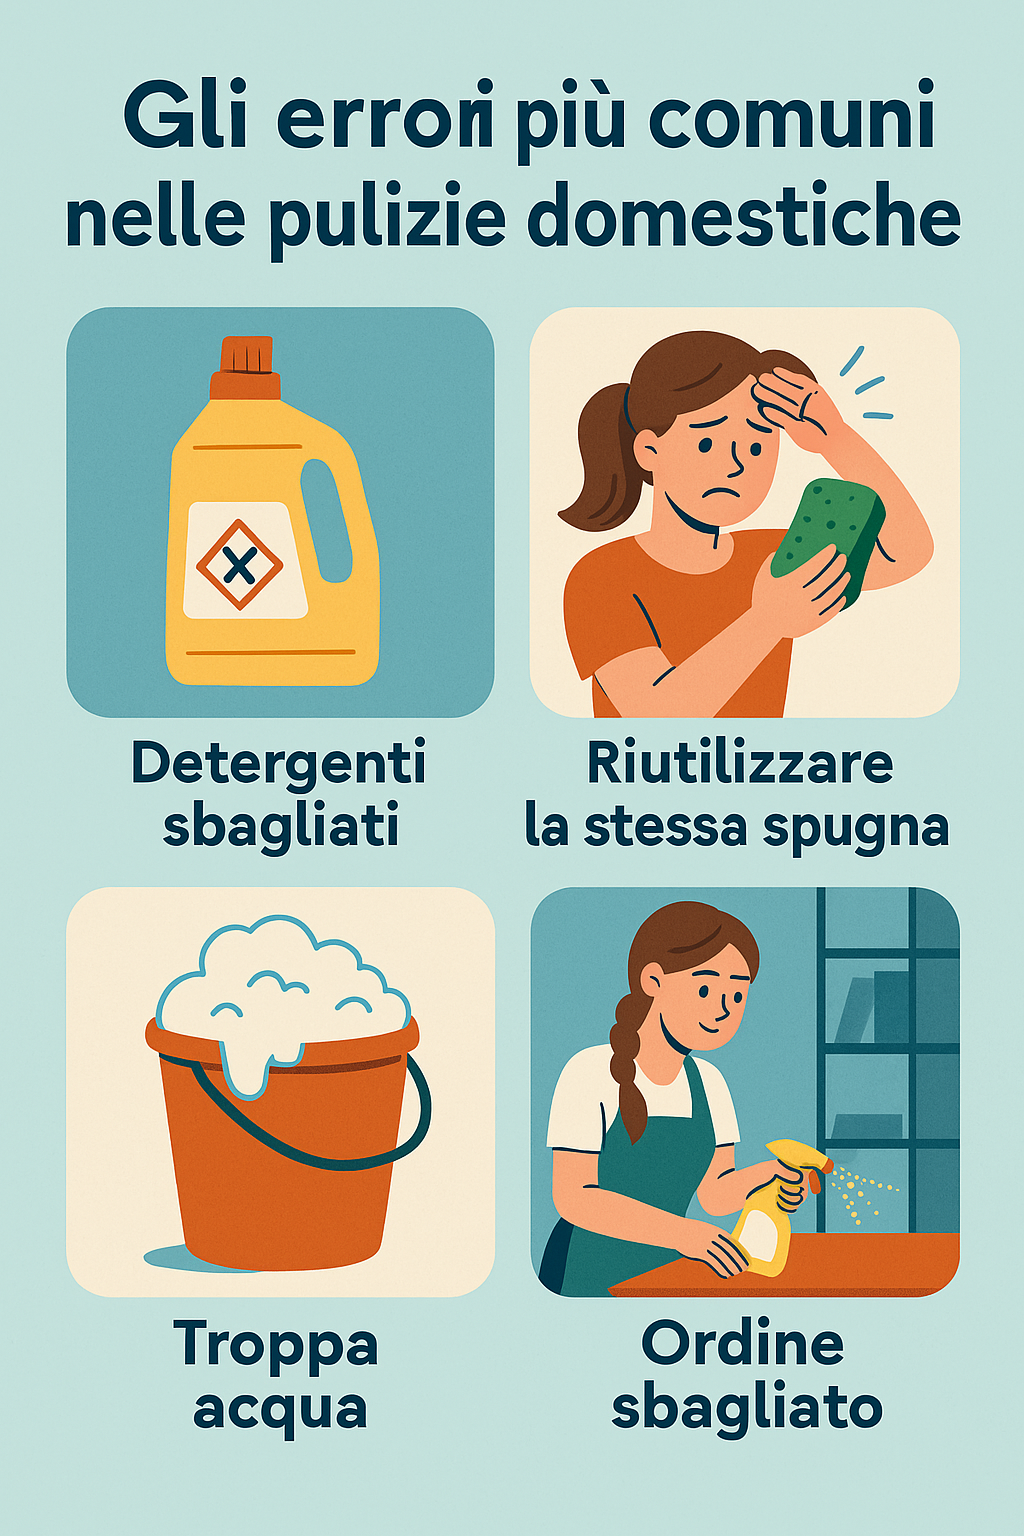 Gli errori più comuni
nelle pulizie domestiche
Detergenti
sbagliati
Riutilizzare
la stessa spugna
Troppa
acqua
Ordine
sbagliato